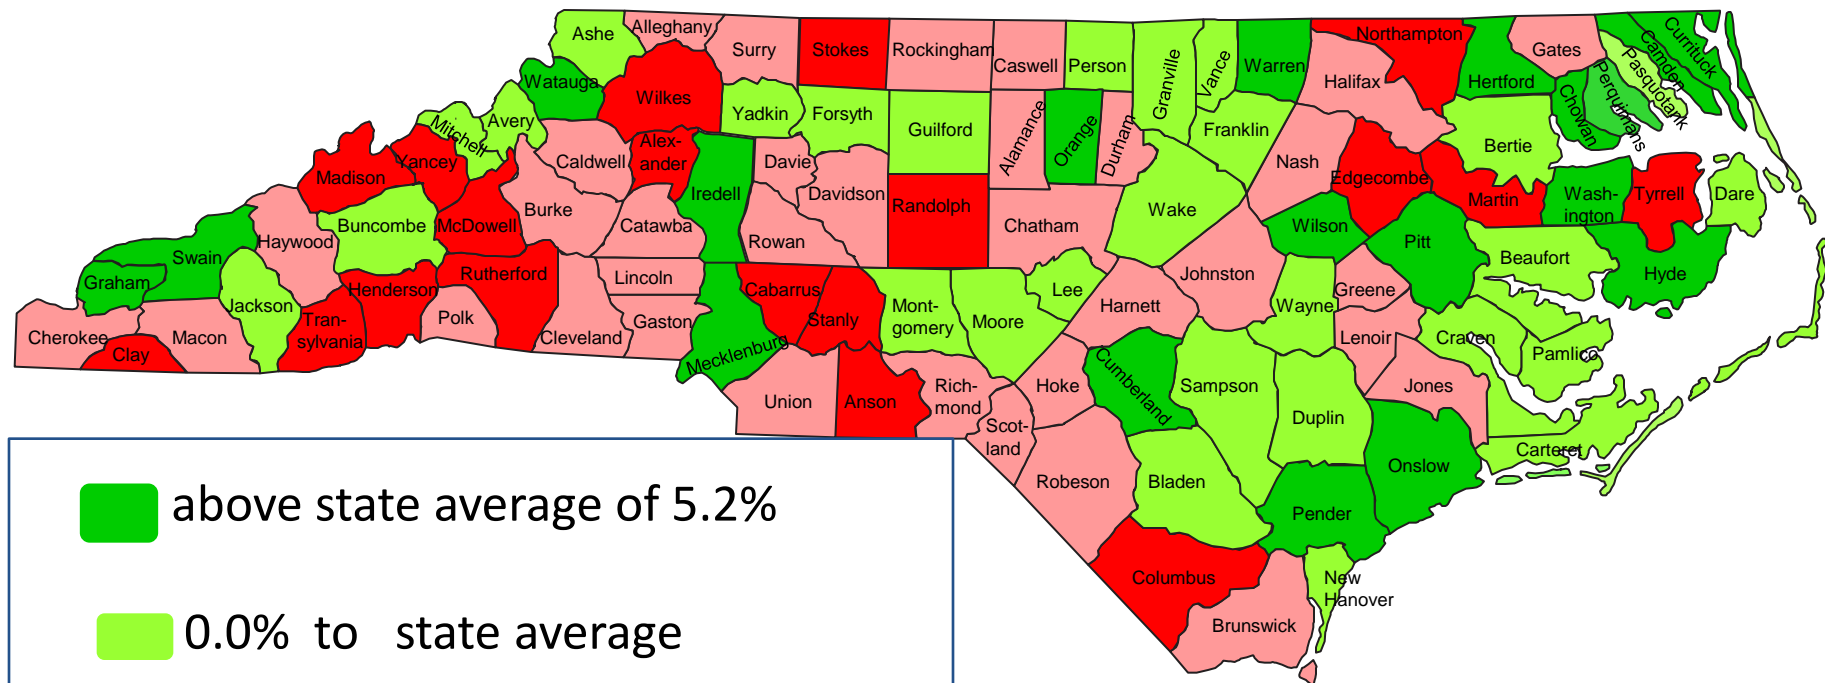 Ashe
Alleghany
Surry
Stokes
Rockingham
Caswell
Person
Granville
Vance
Warren
Northampton
Halifax
Hertford
Gates
Currituck
Camden
Pasquotank
Perquimans
Chowan
Watauga
Wilkes
Yadkin
Forsyth
Guilford
Alamance
Orange
Durham
Franklin
Nash
Edgecombe
Bertie
Martin
Wash-
ington
Tyrrell
Dare
Mitchell
Avery
Yancey
Madison
Caldwell
Alex-
ander
Iredell
Davie
Davidson
Randolph
Chatham
Wake
Wilson
Pitt
Beaufort
Hyde
Buncombe
McDowell
Burke
Catawba
Rowan
Johnston
Greene
Wayne
Haywood
Swain
Graham
Jackson
Henderson
Rutherford
Lincoln
Cabarrus
Stanly
Mont-
gomery
Moore
Lee
Harnett
Lenoir
Craven
Pamlico
Cherokee
Clay
Macon
Tran-
sylvania
Polk
Cleveland
Gaston
Mecklenburg
Union
Anson
Rich-
mond
Scot-
land
Hoke
Cumberland
Sampson
Duplin
Jones
Onslow
Carteret
Robeson
Bladen
Pender
Columbus
Brunswick
New
Hanover
above state average of 5.2%
0.0% to state average